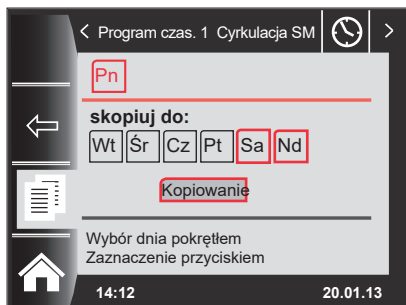 < Program czas. 1 Cyrkulacja SM >
Pn
skopiuj do:
Wt Śr Cz Pt Sa Nd
Kopiowanie
Wybór dnia pokrętłem
Zaznaczenie przyciskiem
14:12 20.01.13